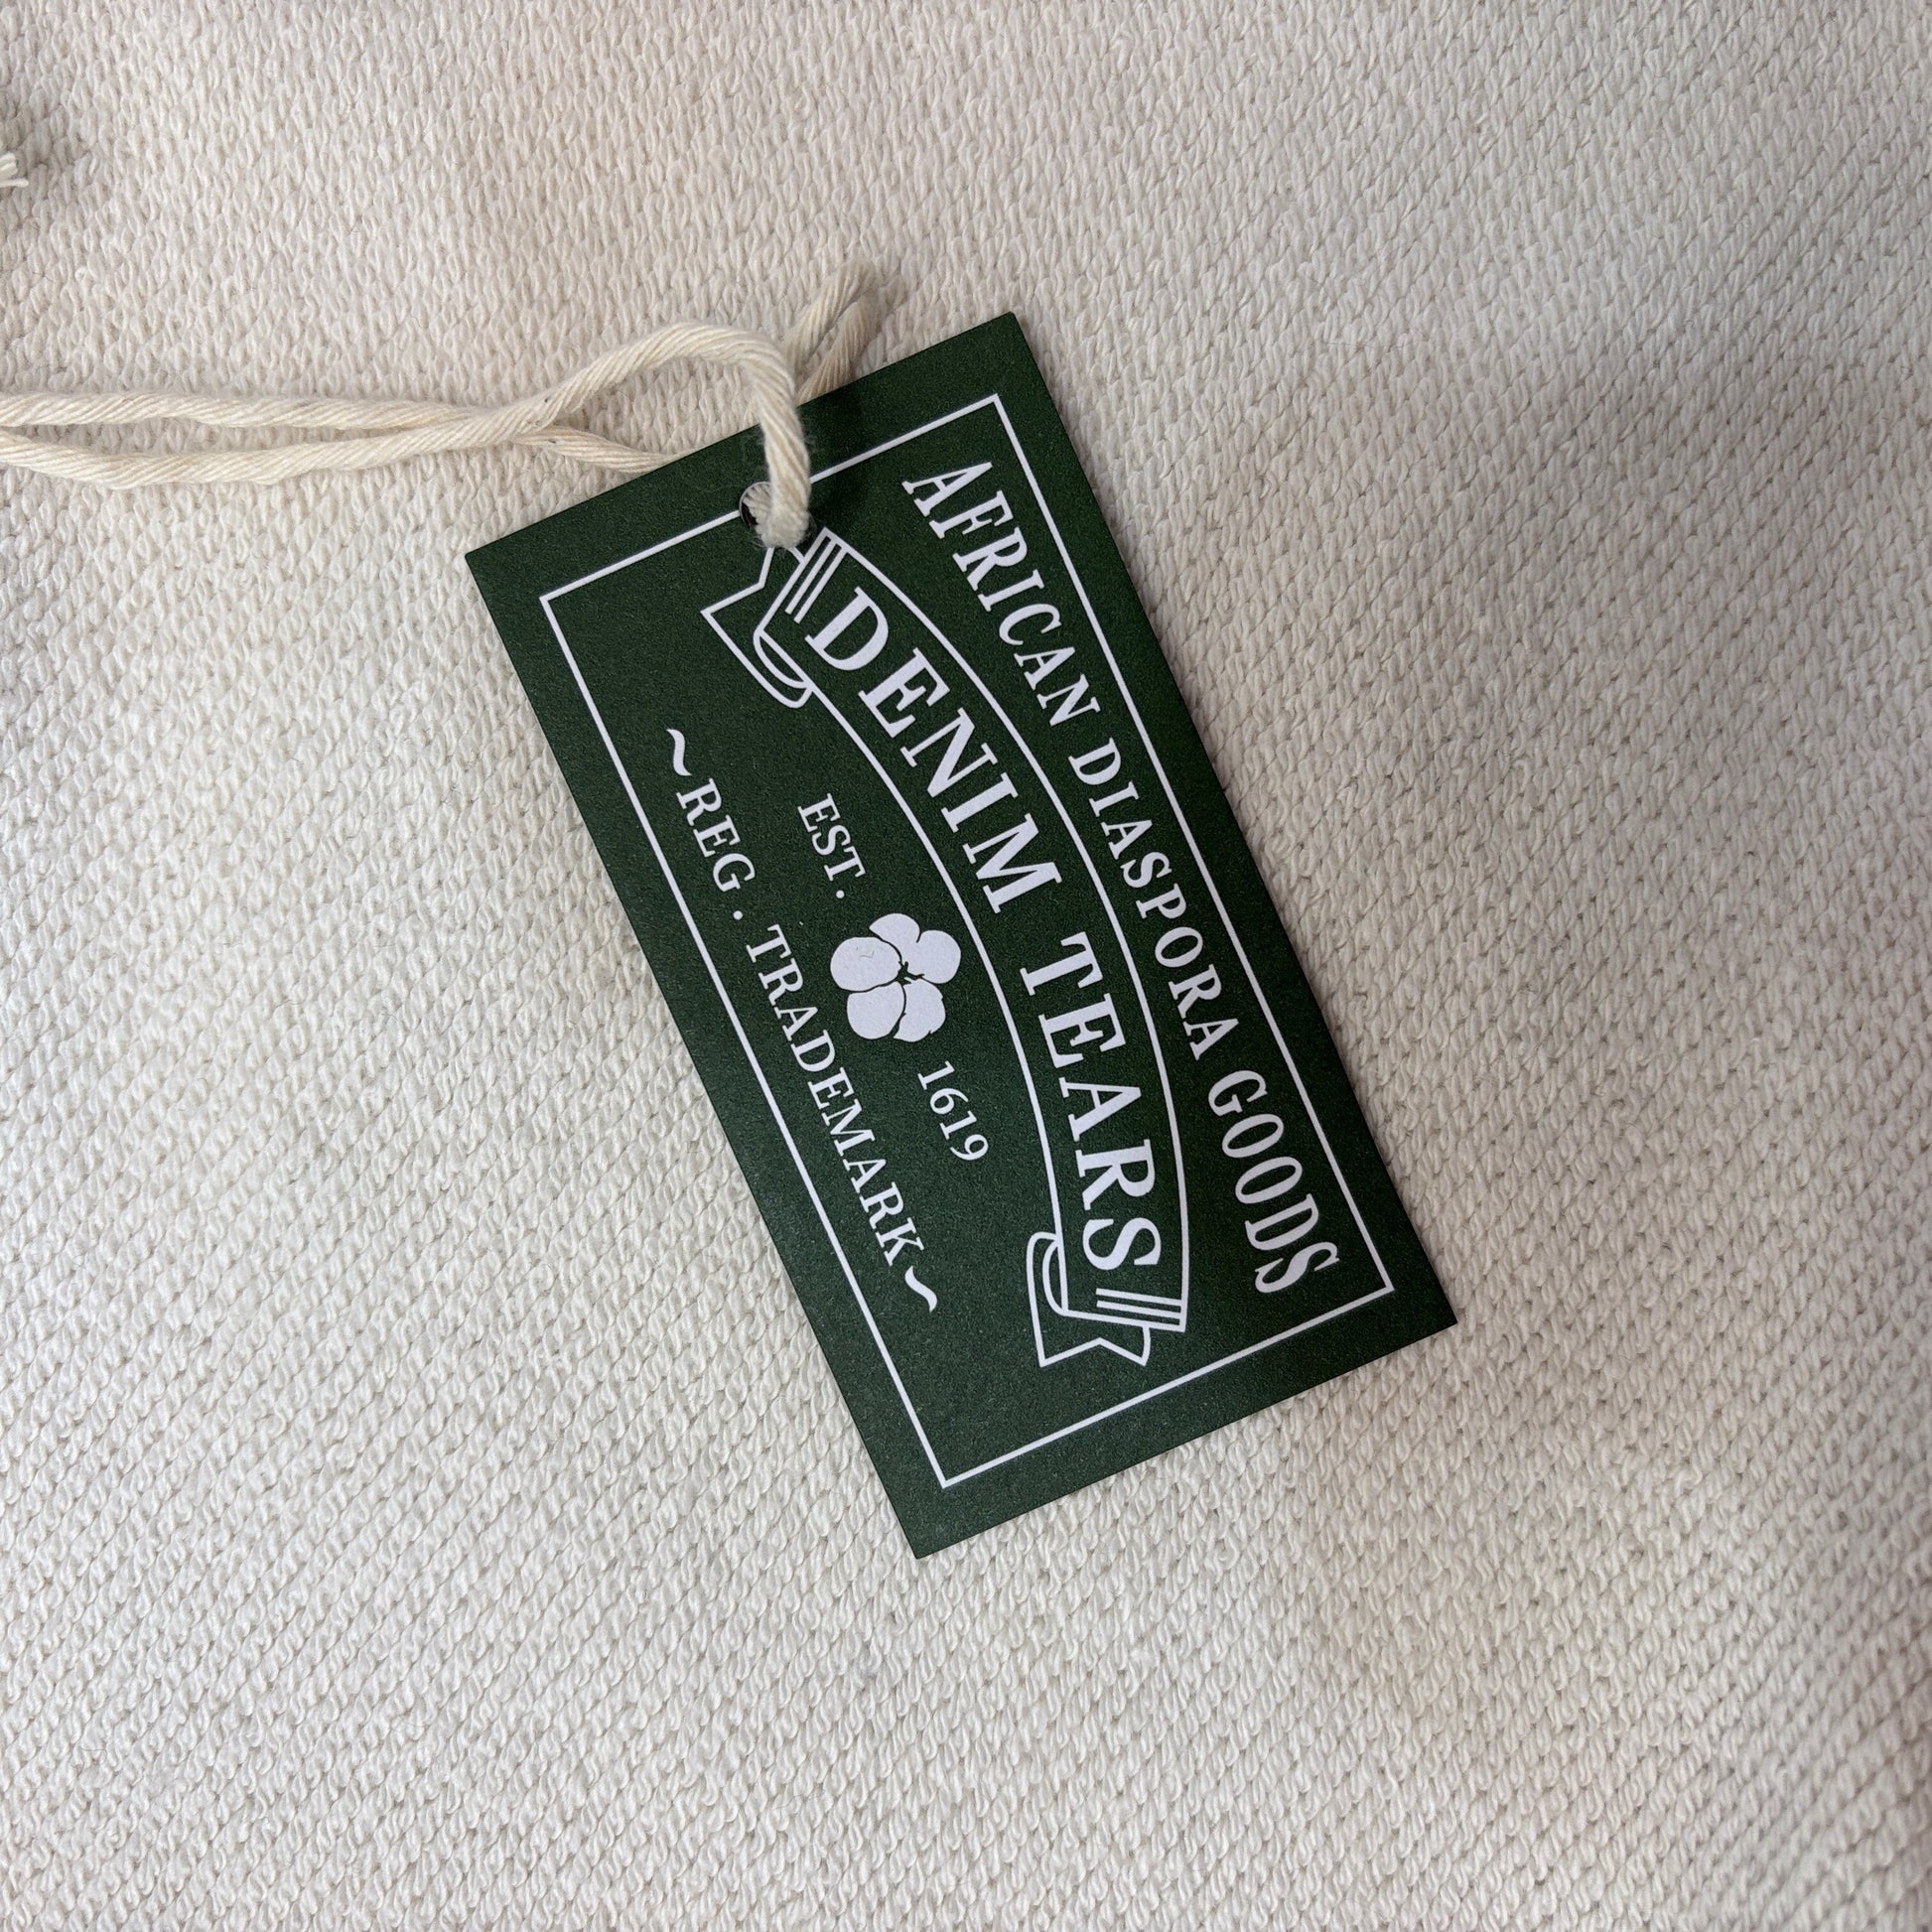 AFRICAN DIASPORA GOODS
DENIM TEARS
EST. 1619
~REG. TRADEMARK~